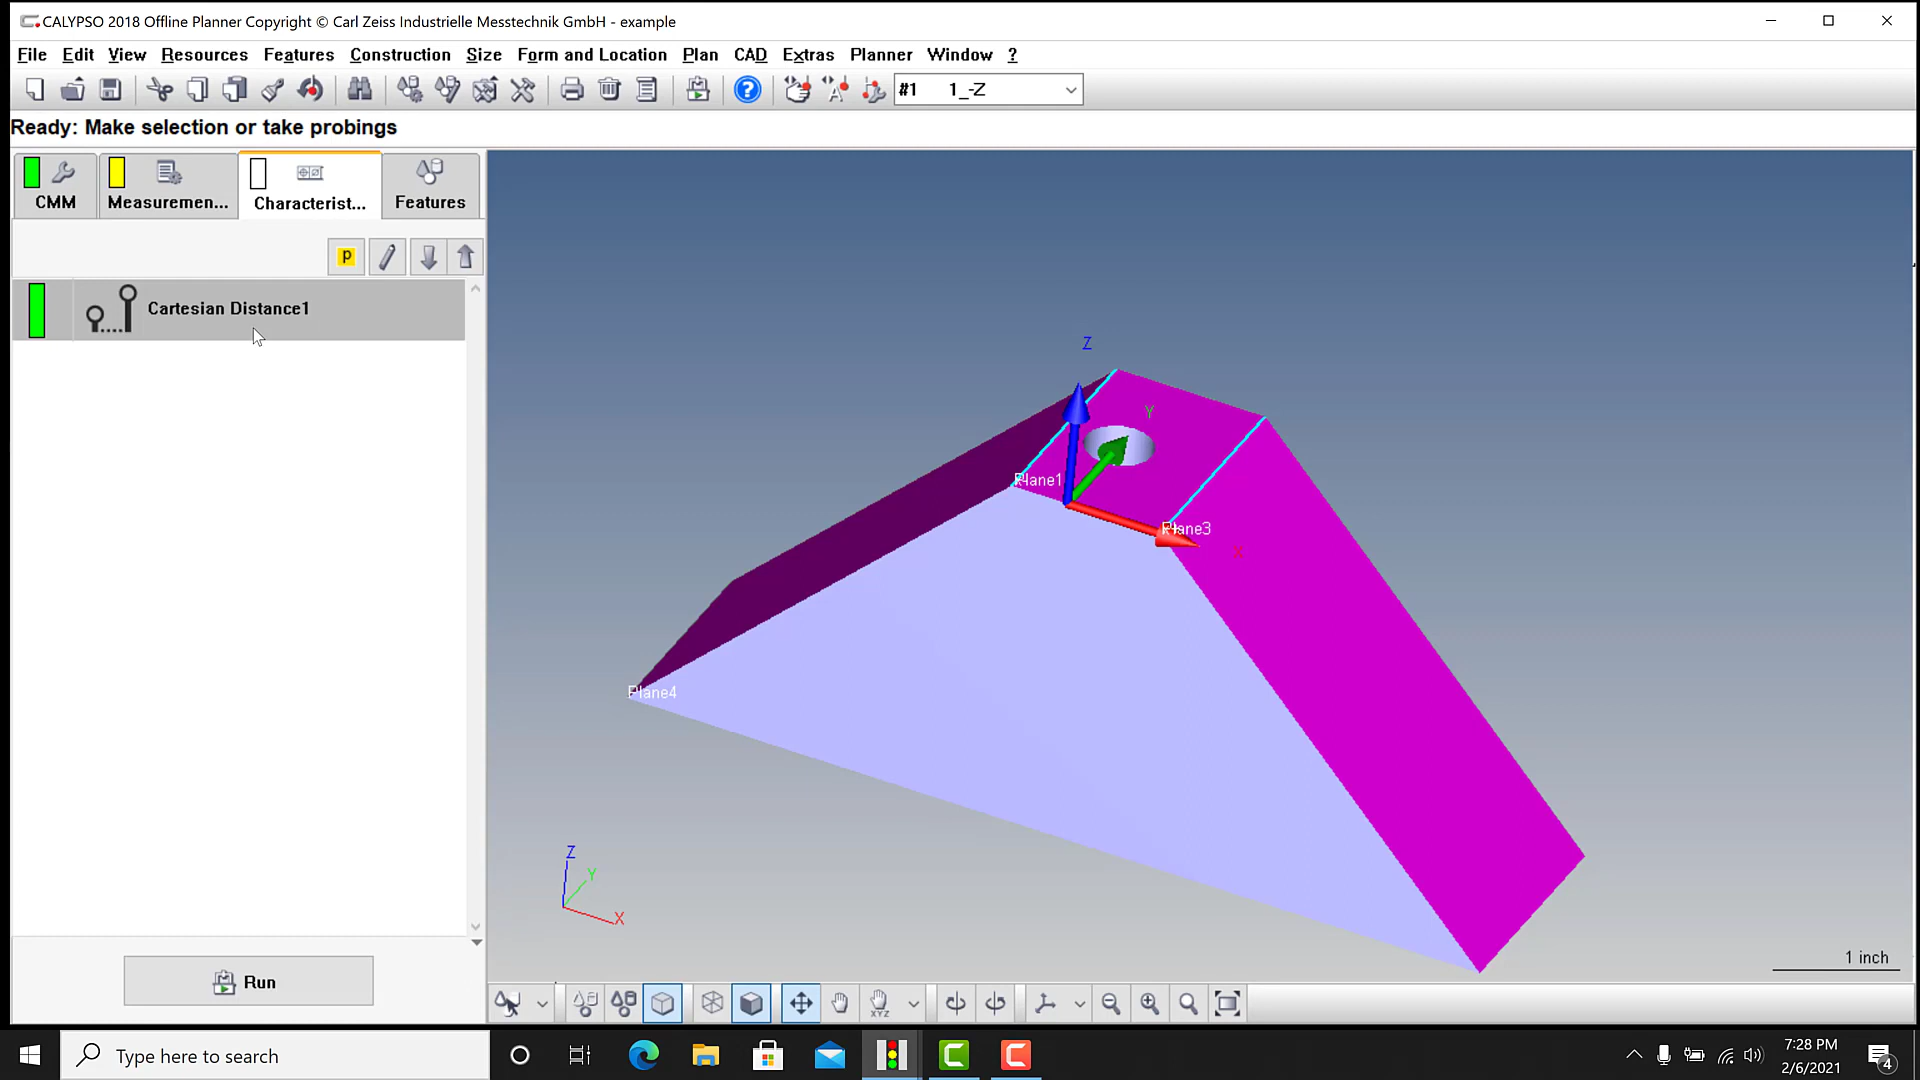 CALYPSO 2018 Offline Planner Copyright © Carl Zeiss Industrielle Messtechnik GmbH - example
File Edit View Resources Features Construction Size Form and Location Plan CAD Extras Planner Window ?
#1 1_-Z
Ready: Make selection or take probings
CMM Measuremen... Characterist... Features
P
Cartesian Distance1
Z
Y
Plane1
Plane3
X
Plane4
Z
Y
X
1 inch
Run
XYZ
Type here to search
7:28 PM
2/6/2021
4